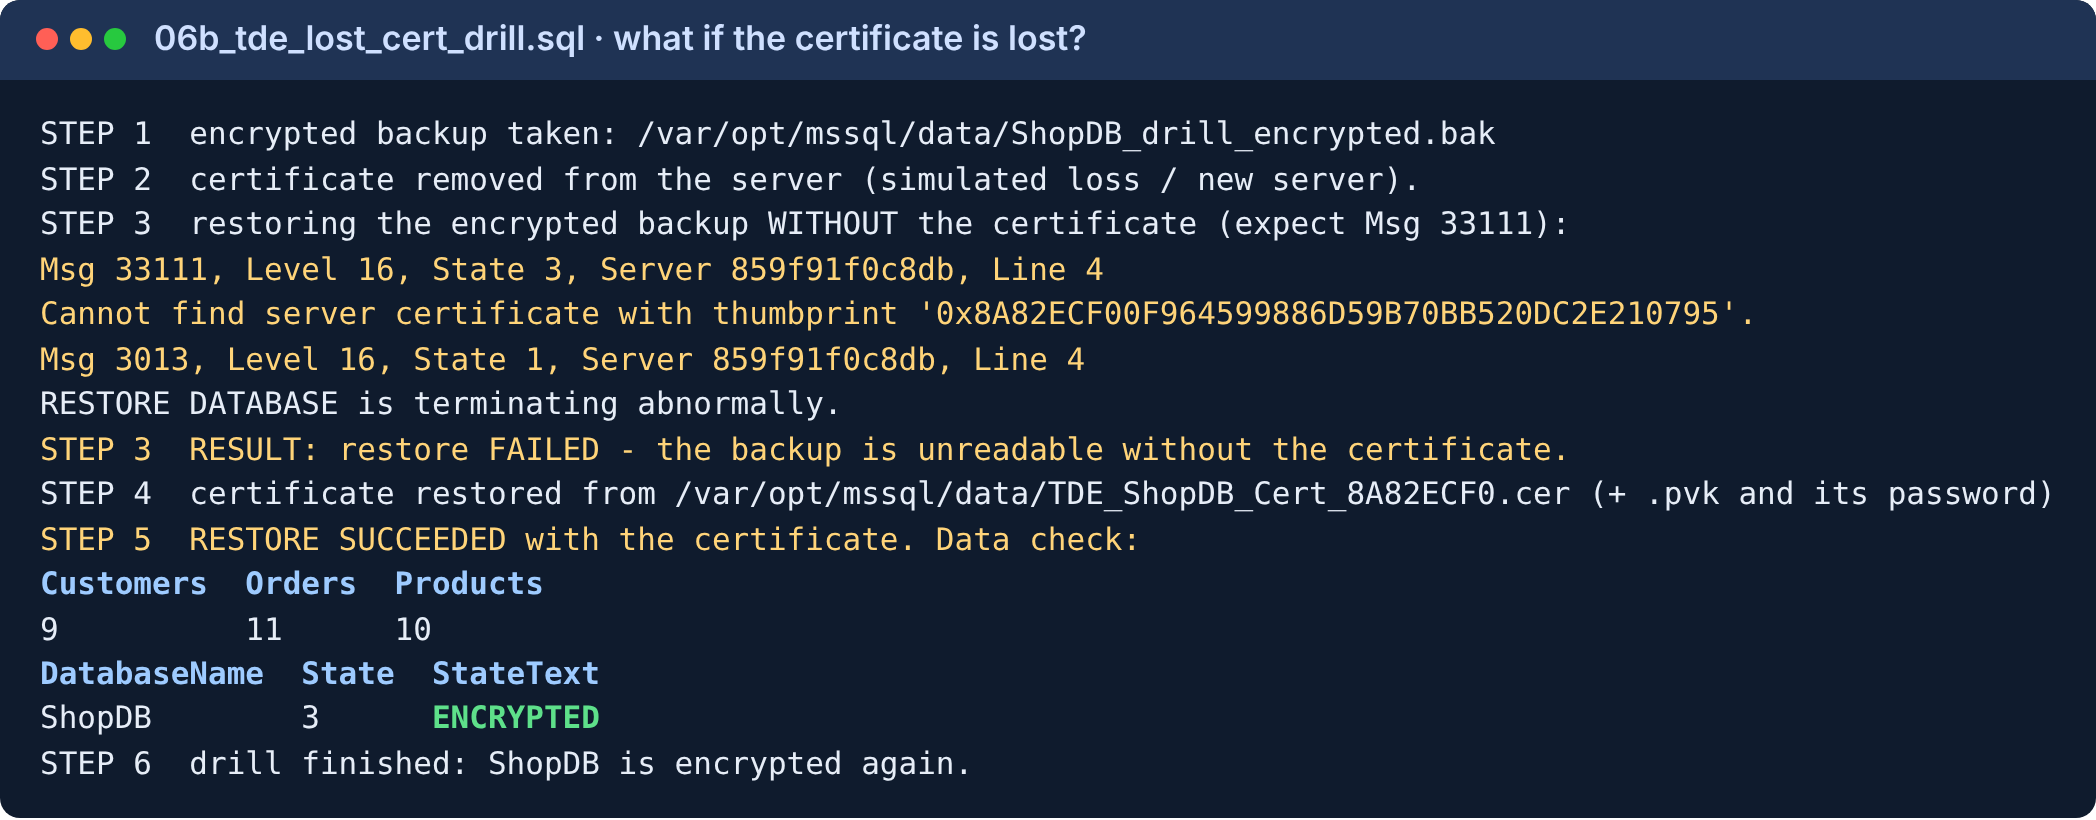 06b_tde_lost_cert_drill.sql · what if the certificate is lost?
STEP 1  encrypted backup taken: /var/opt/mssql/data/ShopDB_drill_encrypted.bak
STEP 2  certificate removed from the server (simulated loss / new server).
STEP 3  restoring the encrypted backup WITHOUT the certificate (expect Msg 33111):
Msg 33111, Level 16, State 3, Server 859f91f0c8db, Line 4
Cannot find server certificate with thumbprint '0x8A82ECF00F964599886D59B70BB520DC2E210795'.
Msg 3013, Level 16, State 1, Server 859f91f0c8db, Line 4
RESTORE DATABASE is terminating abnormally.
STEP 3  RESULT: restore FAILED - the backup is unreadable without the certificate.
STEP 4  certificate restored from /var/opt/mssql/data/TDE_ShopDB_Cert_8A82ECF0.cer (+ .pvk and its password)
STEP 5  RESTORE SUCCEEDED with the certificate. Data check:
Customers  Orders  Products
9          11      10
DatabaseName  State  StateText
ShopDB        3      ENCRYPTED
STEP 6  drill finished: ShopDB is encrypted again.